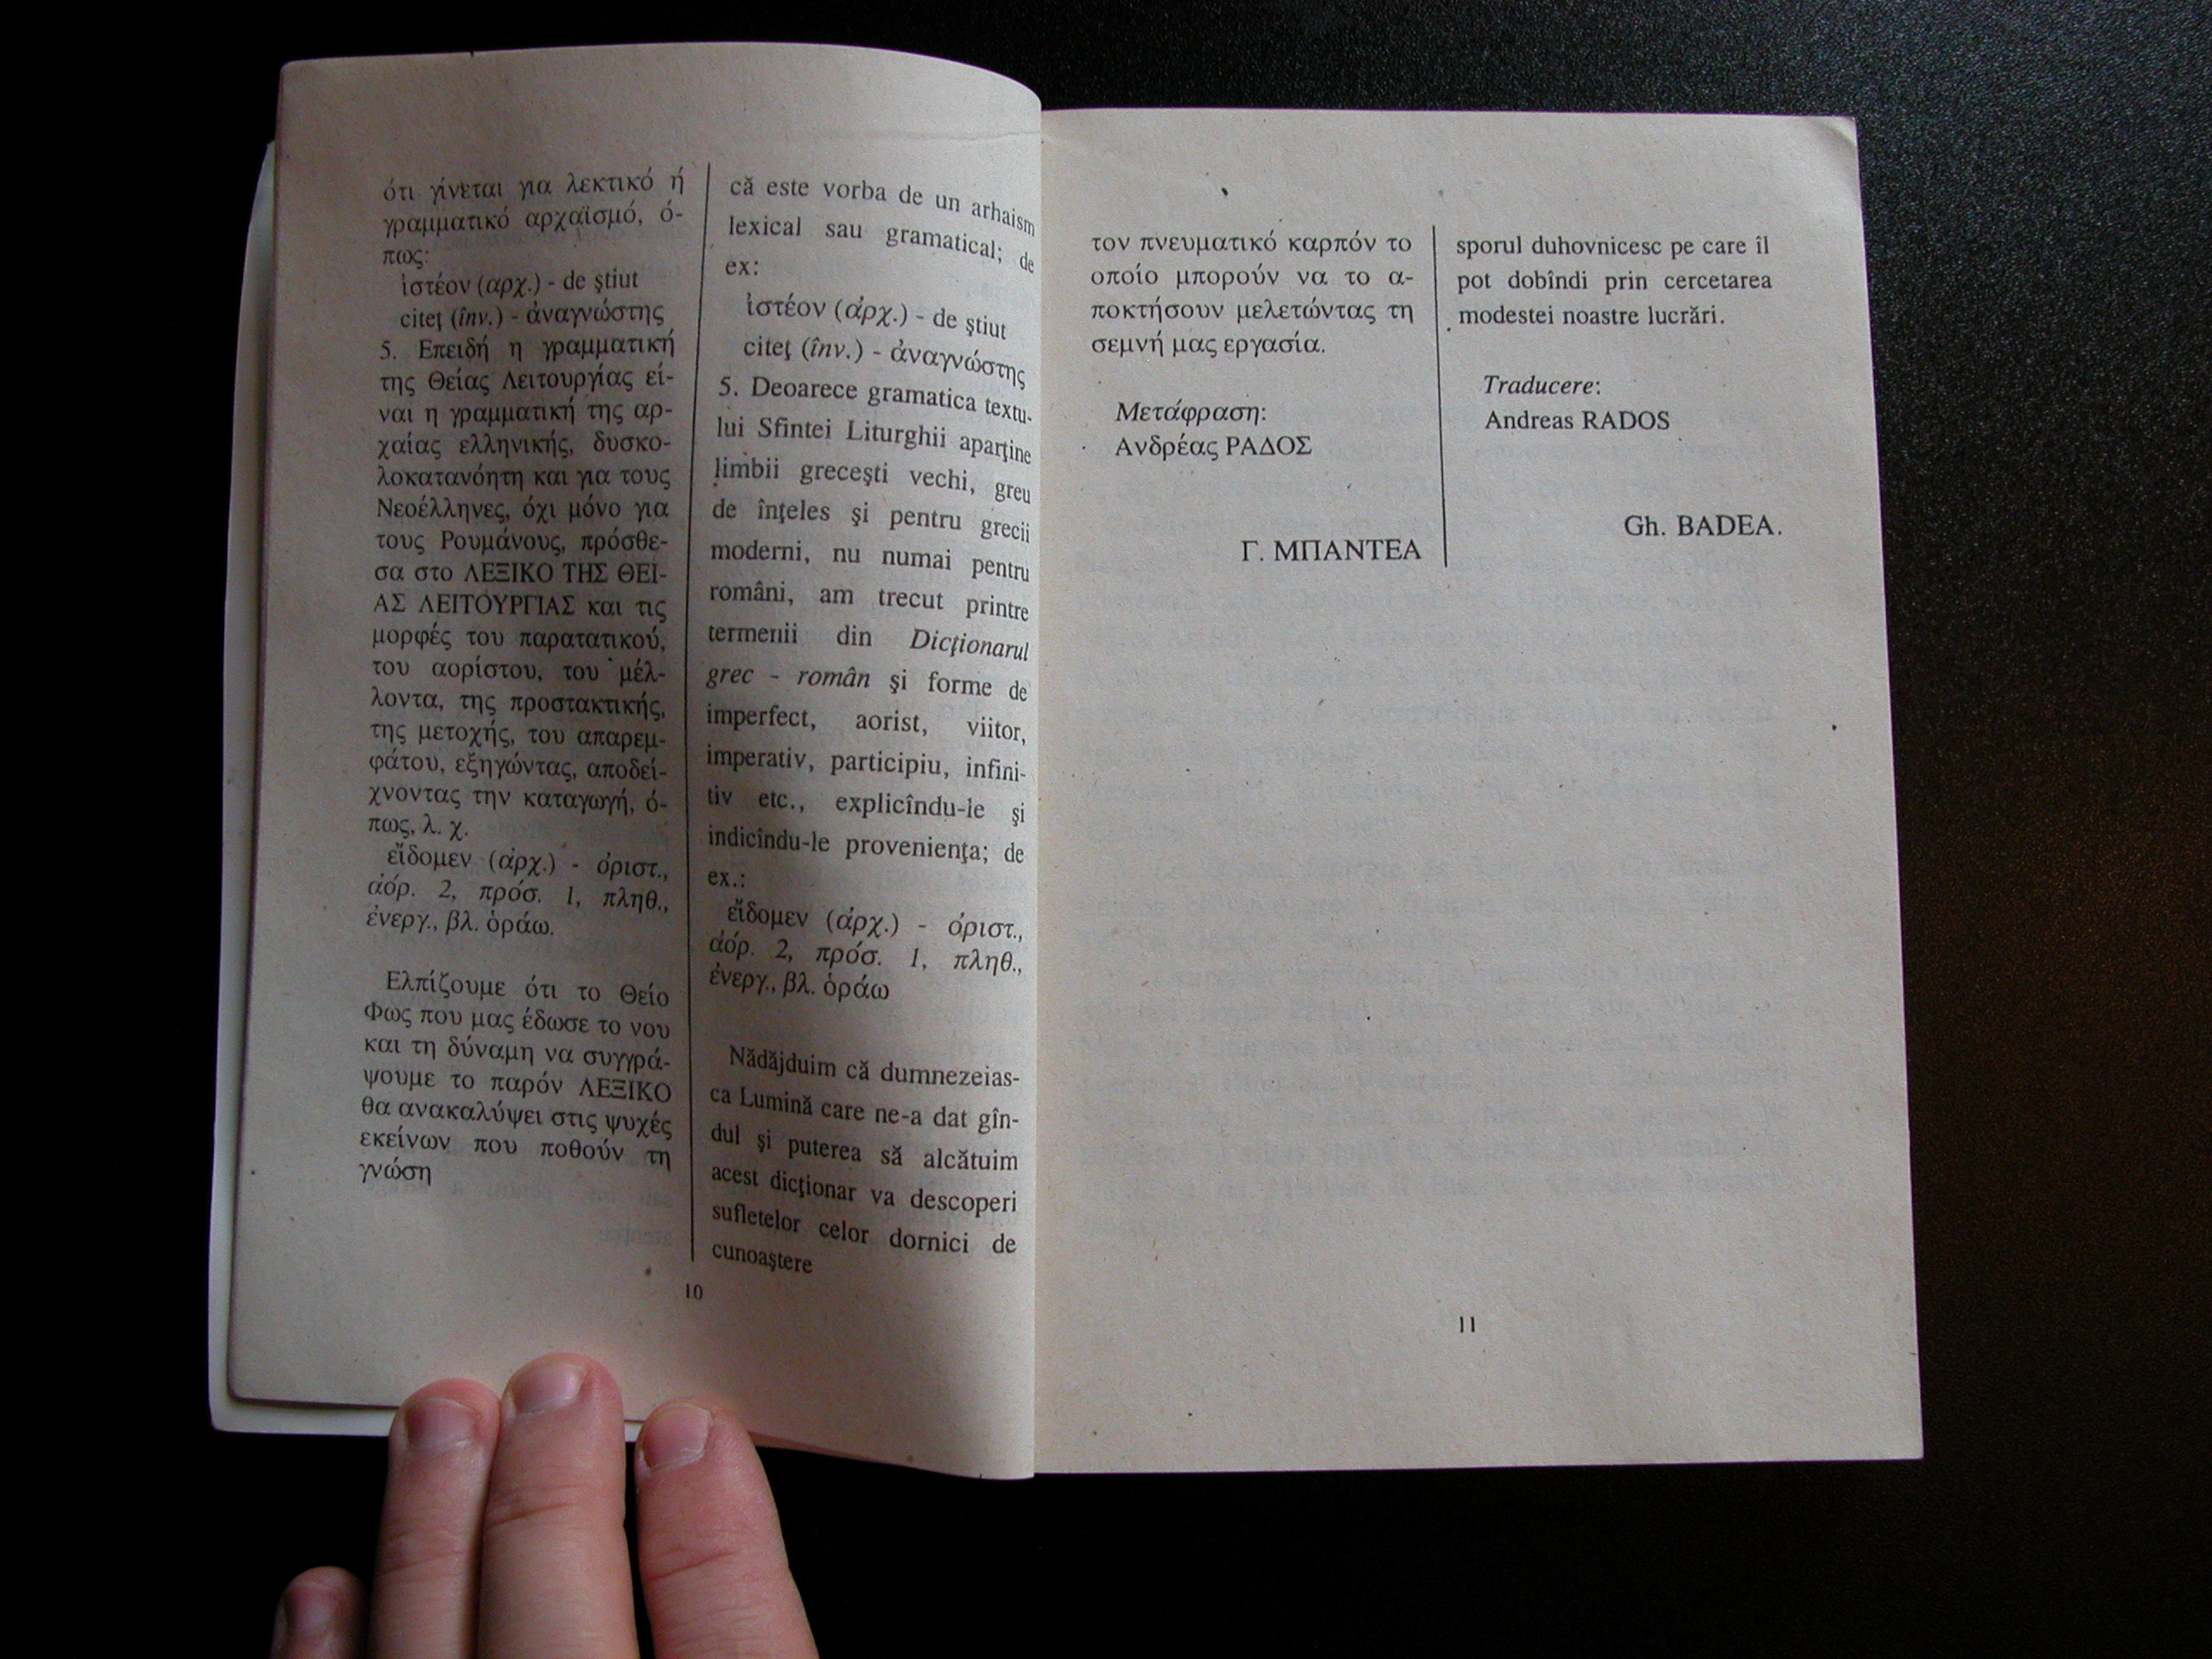 ότι γίνεται για λεκτικό ή
γραμματικό αρχαϊσμό, ό-
πως:
ἰστέον (αρχ.) - de ştiut
citeţ (înv.) - ἀναγνώστης
5. Επειδή η γραμματική
της Θείας Λειτουργίας εί-
ναι η γραμματική της αρ-
χαίας ελληνικής, δυσκο-
λοκατανόητη και για τους
Νεοέλληνες, όχι μόνο για
τους Ρουμάνους, πρόσθε-
σα στο ΛΕΞΙΚΟ ΤΗΣ ΘΕΙ-
ΑΣ ΛΕΙΤΟΥΡΓΙΑΣ και τις
μορφές του παρατατικού,
του αορίστου, του μέλ-
λοντα, της προστακτικής,
της μετοχής, του απαρεμ-
φάτου, εξηγώντας, αποδεί-
χνοντας την καταγωγή, ό-
πως, λ. χ.
εἴδομεν (ἀρχ.) - ὁριστ.,
ἀόρ. 2, πρόσ. 1, πληθ.,
ἐνεργ., βλ. ὁράω.
Ελπίζουμε ότι το Θείο
Φως που μας έδωσε το νου
και τη δύναμη να συγγρά-
ψουμε το παρόν ΛΕΞΙΚΟ
θα ανακαλύψει στις ψυχές
εκείνων που ποθούν τη
γνώση
că este vorba de un arhaism
lexical sau gramatical; de
ex:
ἰστέον (ἀρχ.) - de ştiut
citeţ (înv.) - ἀναγνώστης
5. Deoarece gramatica textu-
lui Sfintei Liturghii aparţine
limbii greceşti vechi, greu
de înţeles şi pentru grecii
moderni, nu numai pentru
români, am trecut printre
termenii din Dicţionarul
grec - român şi forme de
imperfect, aorist, viitor,
imperativ, participiu, infini-
tiv etc., explicîndu-le şi
indicîndu-le provenienţa; de
ex.:
εἴδομεν (ἀρχ.) - ὁριστ.,
ἀόρ. 2, πρόσ. 1, πληθ.,
ἐνεργ., βλ. ὁράω
Nădăjduim că dumnezeias-
ca Lumină care ne-a dat gîn-
dul şi puterea să alcătuim
acest dicţionar va descoperi
sufletelor celor dornici de
cunoaştere
10
τον πνευματικό καρπόν το
οποίο μπορούν να το α-
ποκτήσουν μελετώντας τη
σεμνή μας εργασία.
Μετάφραση:
Ανδρέας ΡΑΔΟΣ
Γ. ΜΠΑΝΤΕΑ
sporul duhovnicesc pe care îl
pot dobîndi prin cercetarea
modestei noastre lucrări.
Traducere:
Andreas RADOS
Gh. BADEA.
11